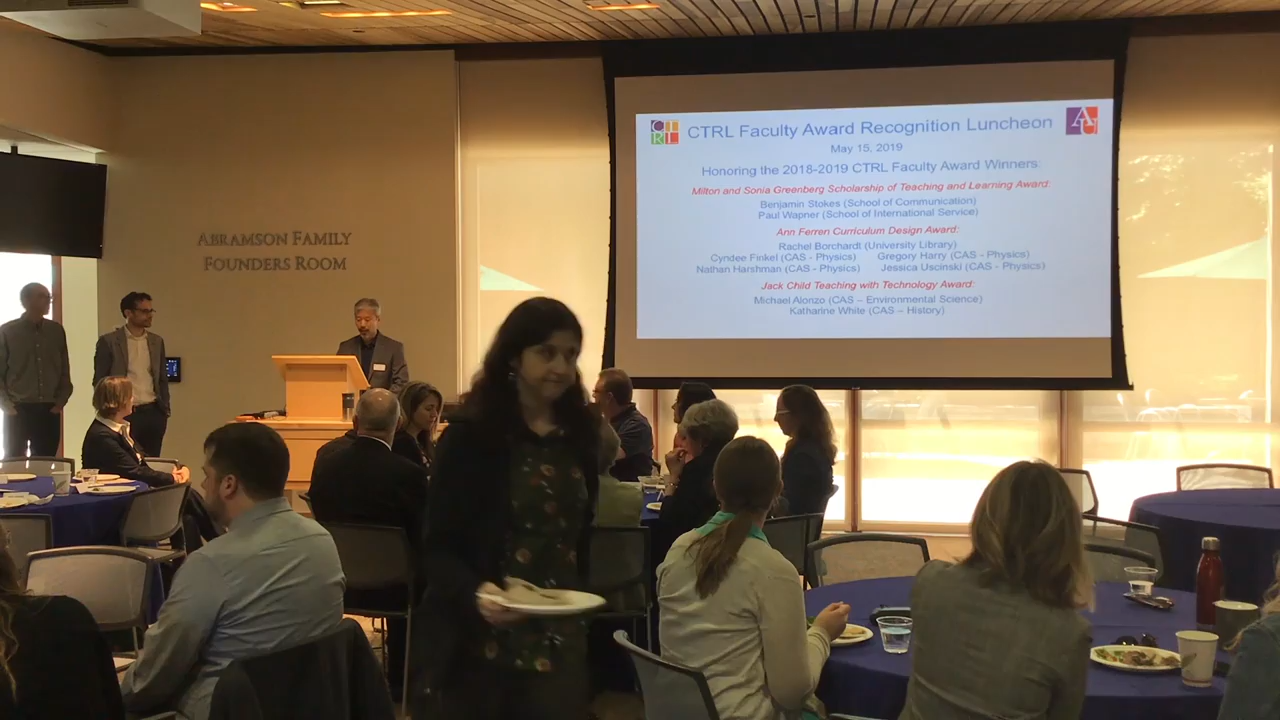 ABRAMSON FAMILY
FOUNDERS ROOM
CTRL
CTRL Faculty Award Recognition Luncheon
AU
May 15, 2019
Honoring the 2018-2019 CTRL Faculty Award Winners:
Milton and Sonia Greenberg Scholarship of Teaching and Learning Award:
Benjamin Stokes (School of Communication)
Paul Wapner (School of International Service)
Ann Ferren Curriculum Design Award:
Rachel Borchardt (University Library)
Cyndee Finkel (CAS - Physics) Gregory Harry (CAS - Physics)
Nathan Harshman (CAS - Physics) Jessica Uscinski (CAS - Physics)
Jack Child Teaching with Technology Award:
Michael Alonzo (CAS – Environmental Science)
Katharine White (CAS – History)